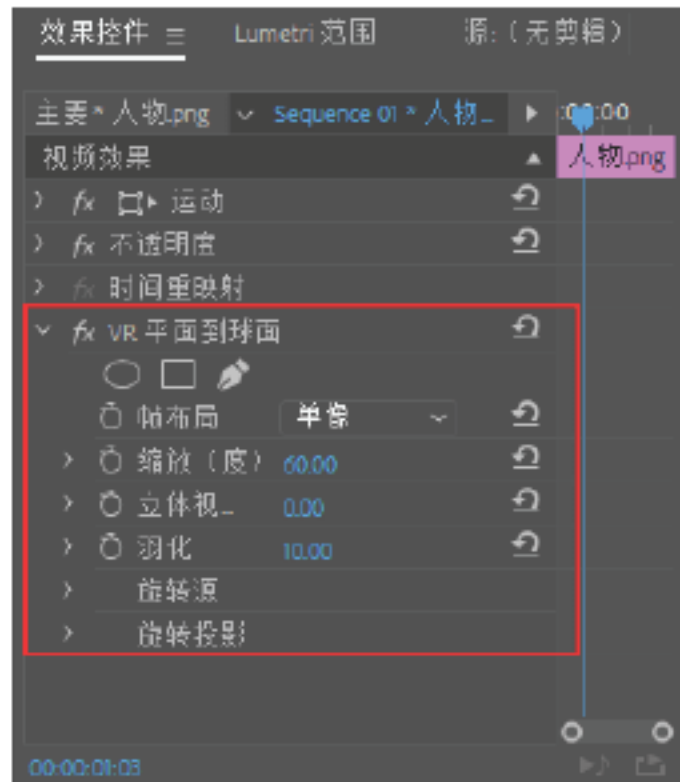 效果控件 Lumetri 范围 源:（无剪辑）
主要* 人物.png Sequence 01 * 人物... :00:00
视频效果 人物.png
fx 运动
fx 不透明度
fx 时间重映射
fx VR 平面到球面
帧布局 单像
缩放（度） 60.00
立体视... 0.00
羽化 10.00
旋转源
旋转投影
00:00:01:03